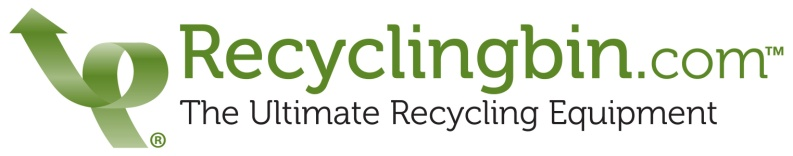 Recyclingbin.com™
The Ultimate Recycling Equipment
®